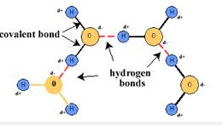 d+ H H d+
covalent bond
d- d-
O H O
d+
d+ H d- H d+
H O hydrogen
d+ bonds O
H d+ H d+